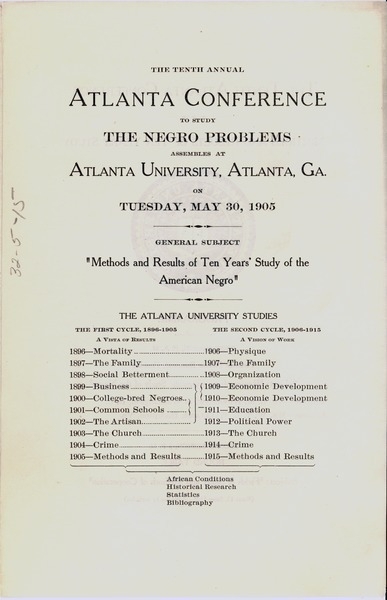 THE TENTH ANNUAL
ATLANTA CONFERENCE
TO STUDY
THE NEGRO PROBLEMS
ASSEMBLES AT
ATLANTA UNIVERSITY, ATLANTA, GA.
ON
TUESDAY, MAY 30, 1905
GENERAL SUBJECT
"Methods and Results of Ten Years' Study of the
American Negro"
THE ATLANTA UNIVERSITY STUDIES
THE FIRST CYCLE, 1896-1905 THE SECOND CYCLE, 1906-1915
A VISTA OF RESULTS A VISION OF WORK
1896—Mortality 1906—Physique
1897—The Family 1907—The Family
1898—Social Betterment 1908—Organization
1899—Business 1909—Economic Development
1900—College-bred Negroes 1910—Economic Development
1901—Common Schools 1911—Education
1902—The Artisan 1912—Political Power
1903—The Church 1913—The Church
1904—Crime 1914—Crime
1905—Methods and Results 1915—Methods and Results
African Conditions
Historical Research
Statistics
Bibliography
32-5-15